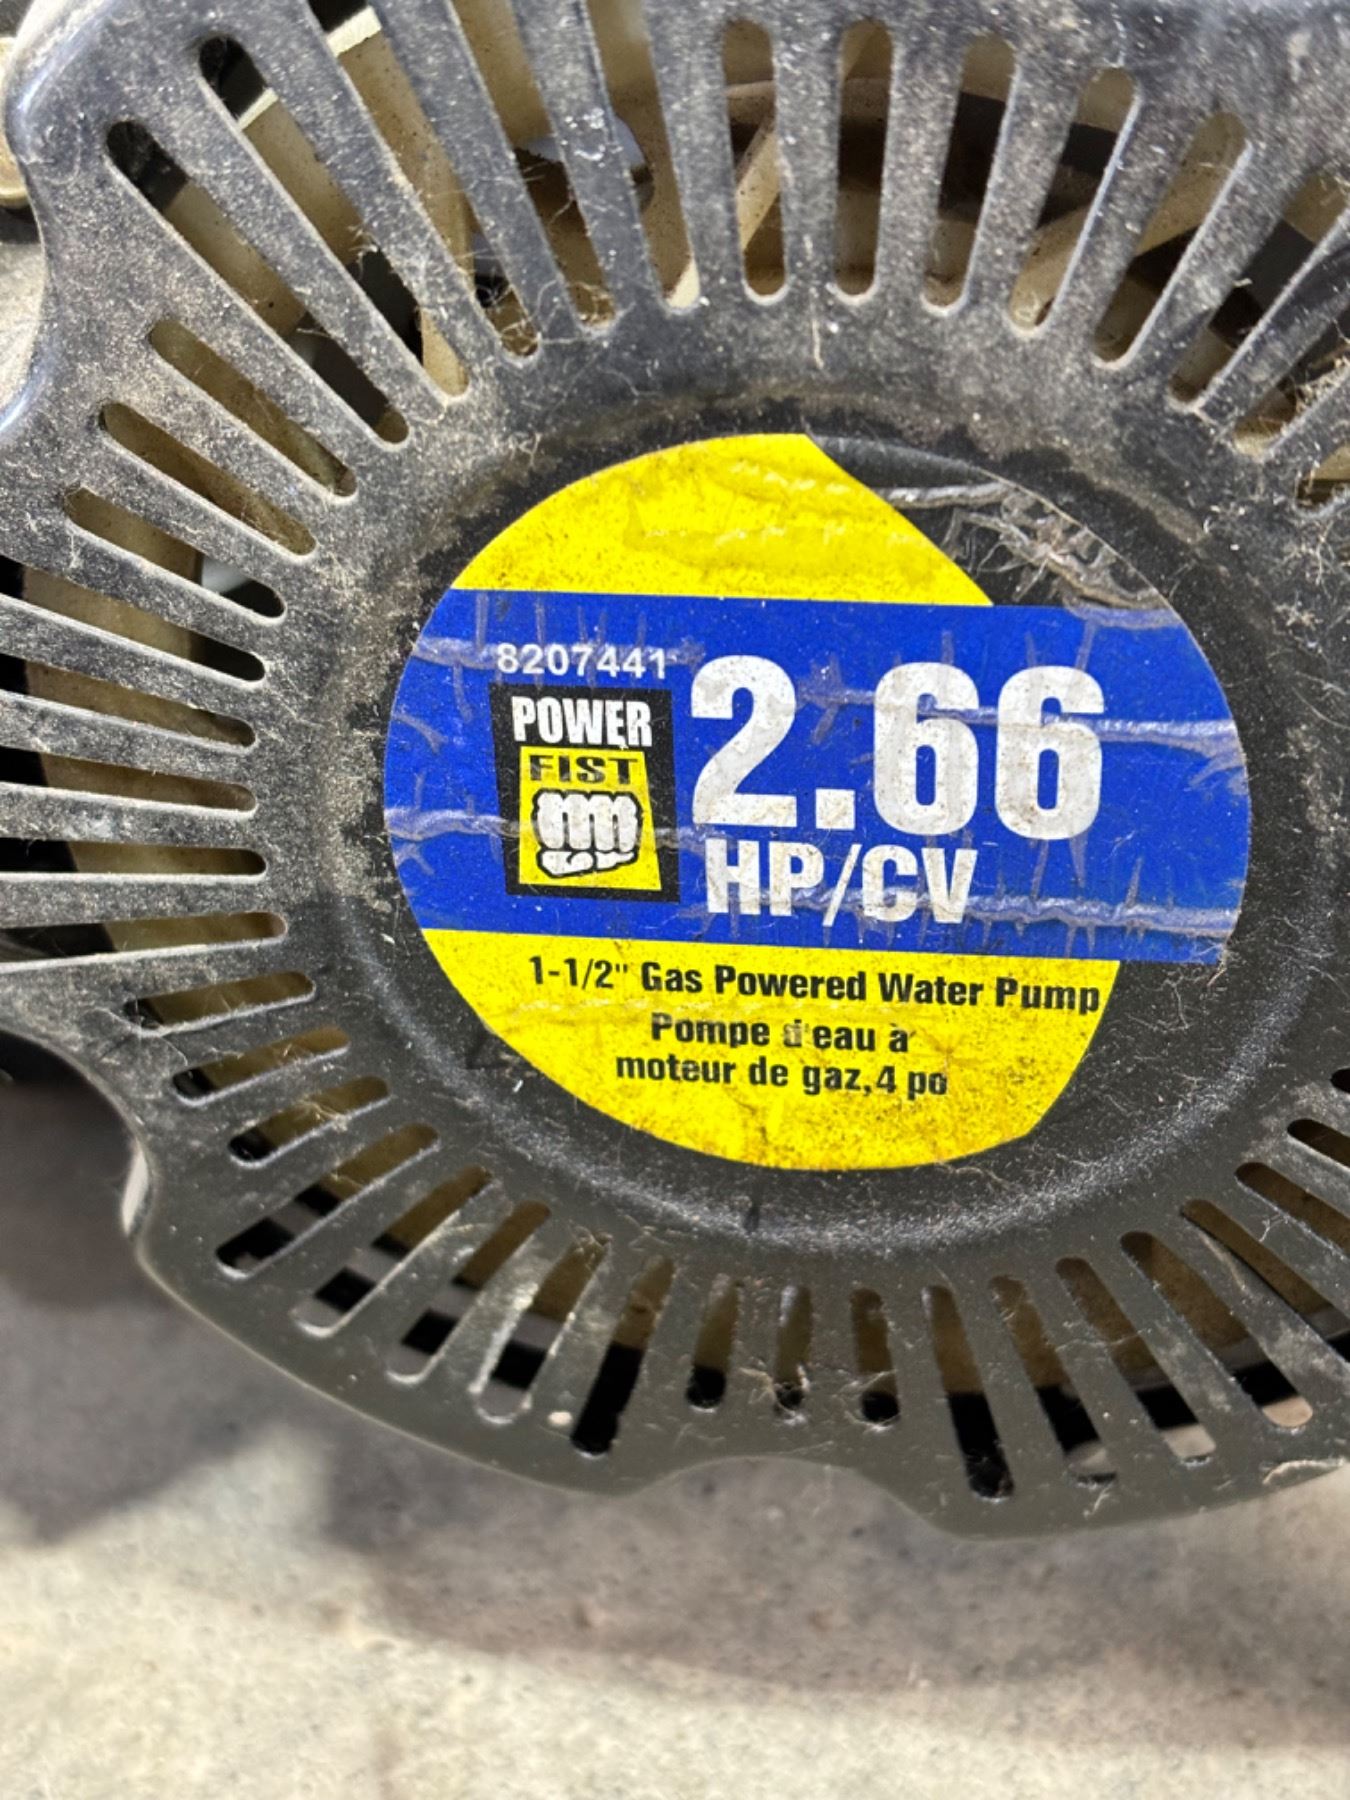 8207441
POWER
FIST
2.66
HP/CV
1-1/2" Gas Powered Water Pump
Pompe d'eau à
moteur de gaz,4 po